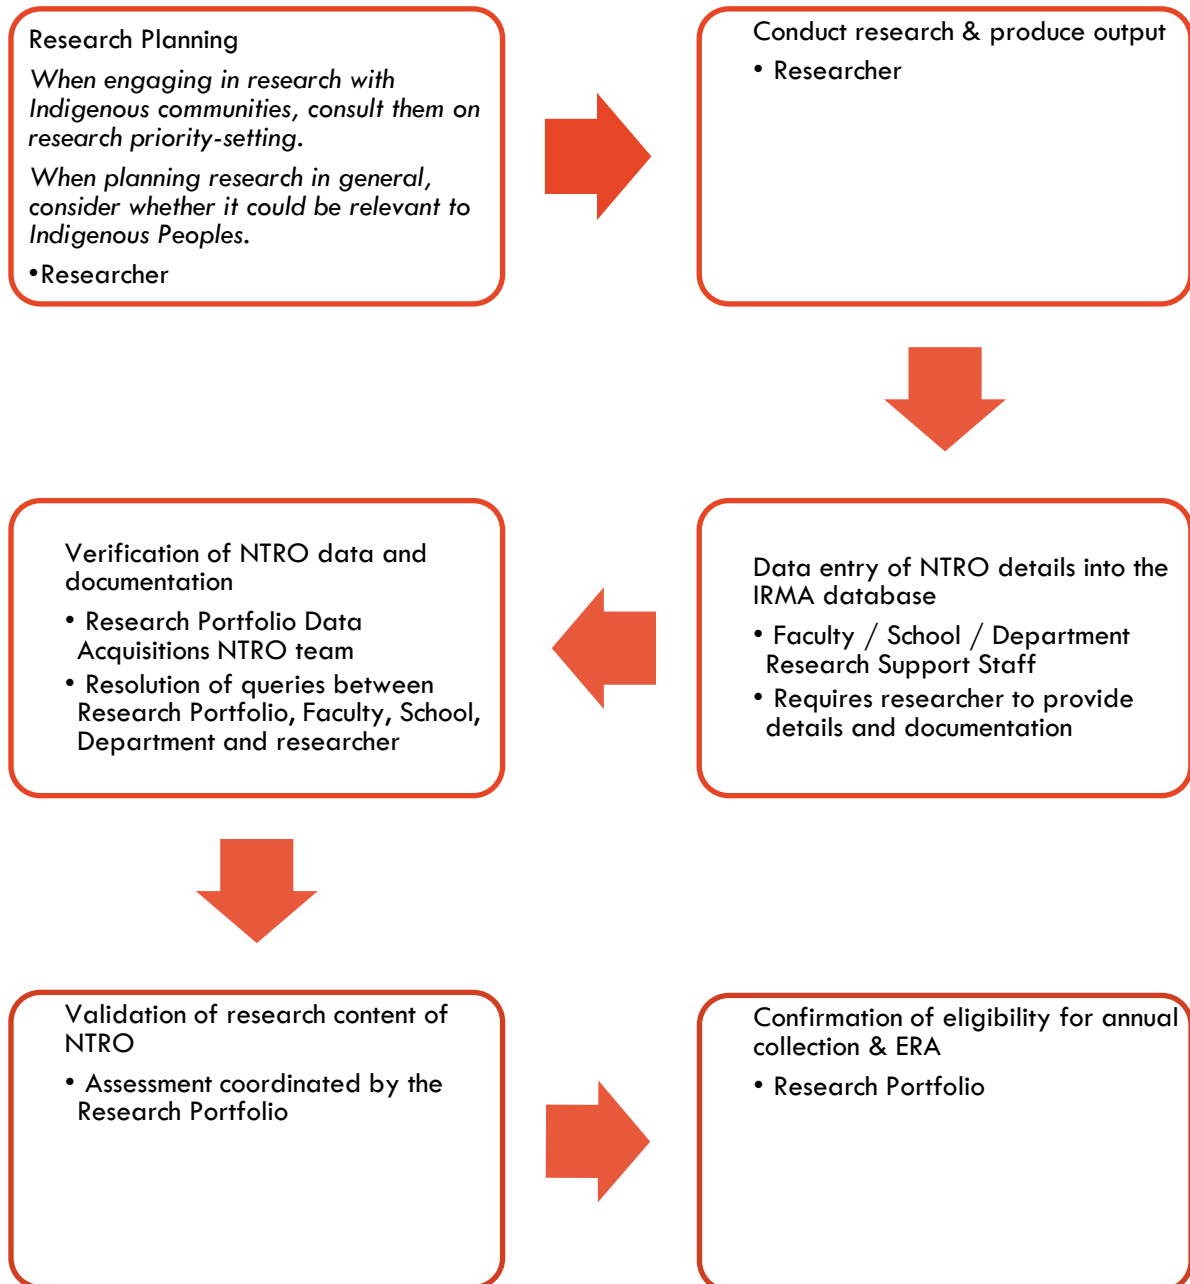 Research Planning
When engaging in research with
Indigenous communities, consult them on
research priority-setting.
When planning research in general,
consider whether it could be relevant to
Indigenous Peoples.
•Researcher
Conduct research & produce output
• Researcher
Data entry of NTRO details into the
IRMA database
• Faculty / School / Department
Research Support Staff
• Requires researcher to provide
details and documentation
Verification of NTRO data and
documentation
• Research Portfolio Data
Acquisitions NTRO team
• Resolution of queries between
Research Portfolio, Faculty, School,
Department and researcher
Validation of research content of
NTRO
• Assessment coordinated by the
Research Portfolio
Confirmation of eligibility for annual
collection & ERA
• Research Portfolio